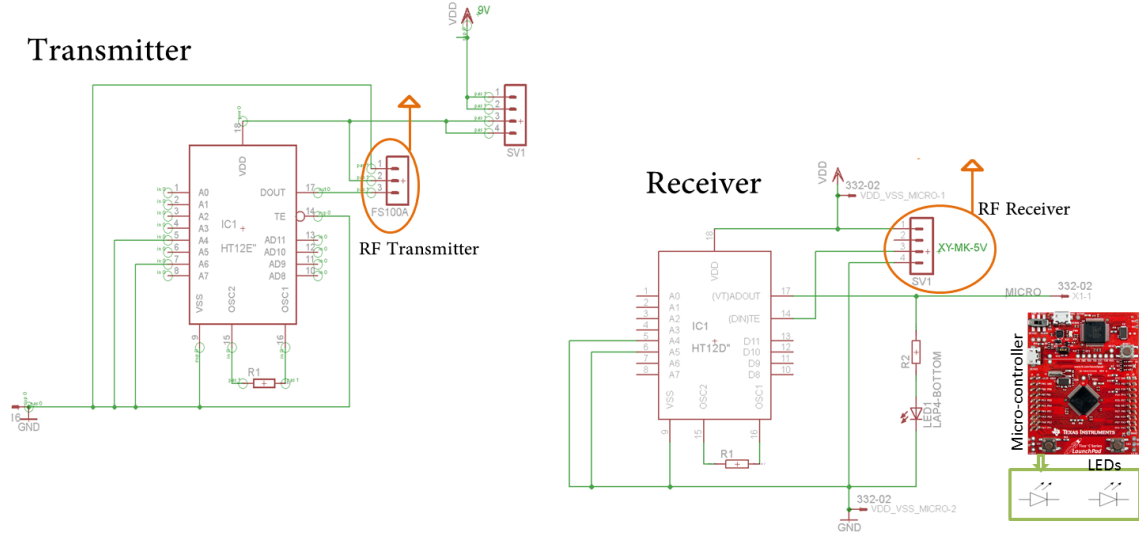 Transmitter
VDD
9V
1
2
3
4
SV1
18
VDD
1
2
3
4
5
6
7
8
A0
A1
A2
A3
A4
A5
A6
A7
IC1
HT12E"
DOUT
TE
AD11
AD10
AD9
AD8
17
14
13
12
11
10
VSS
OSC2
OSC1
9
15
16
R1
1
2
3
FS100A
RF Transmitter
I6
GND
Receiver
VDD
332-02
VDD_VSS_MICRO-1
RF Receiver
1
2
3
4
XY-MK-5V
SV1
18
VDD
1
2
3
4
5
6
7
8
A0
A1
A2
A3
A4
A5
A6
A7
IC1
HT12D"
(VT)ADOUT
(DIN)TE
D11
D10
D9
D8
17
14
13
12
11
10
VSS
OSC2
OSC1
9
15
16
R1
MICRO
332-02
X1-1
R2
LED1
LAP4-BOTTOM
332-02
VDD_VSS_MICRO-2
GND
Micro-controller
TEXAS INSTRUMENTS
LaunchPad
LEDs